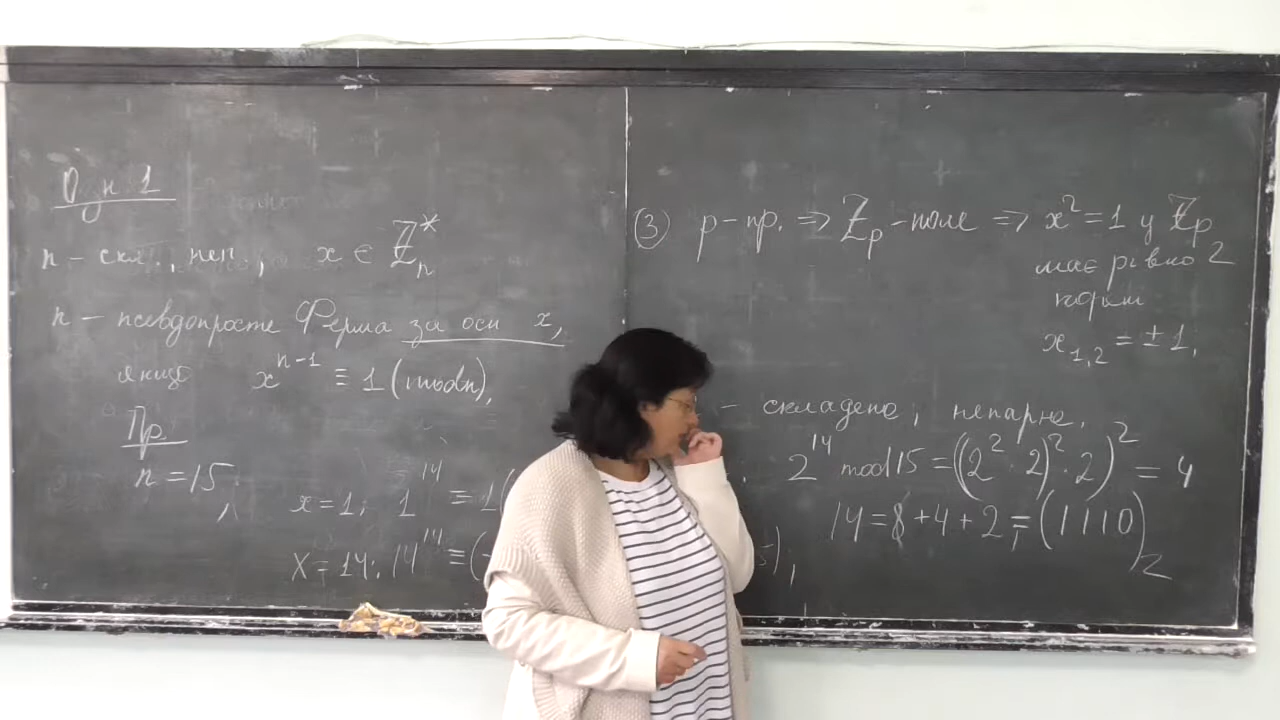 Озн 1
n – скл., неп., x ∈ ℤ*ₙ
n – псевдопросте Ферма за осн x,
якщо xⁿ⁻¹ ≡ 1 (mod n),
Пр
n = 15,
x = 1; 1¹⁴ ≡ 1(
x = 14: 14¹⁴ ≡ (
5),
③ p – пр. ⇒ ℤₚ – поле ⇒ x² = 1 у ℤₚ
має рівно 2
корні
x₁,₂ = ±1,
– складене, непарне,
2¹⁴ mod 15 = ((2² · 2)² · 2)² = 4
14 = 8 + 4 + 2 = (1110)₂